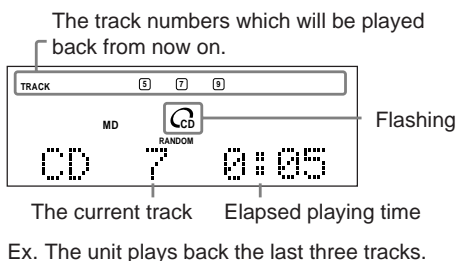 The track numbers which will be played
back from now on.
TRACK 5 7 9
MD CD Flashing
RANDOM
CD 7 0:05
The current track Elapsed playing time
Ex. The unit plays back the last three tracks.